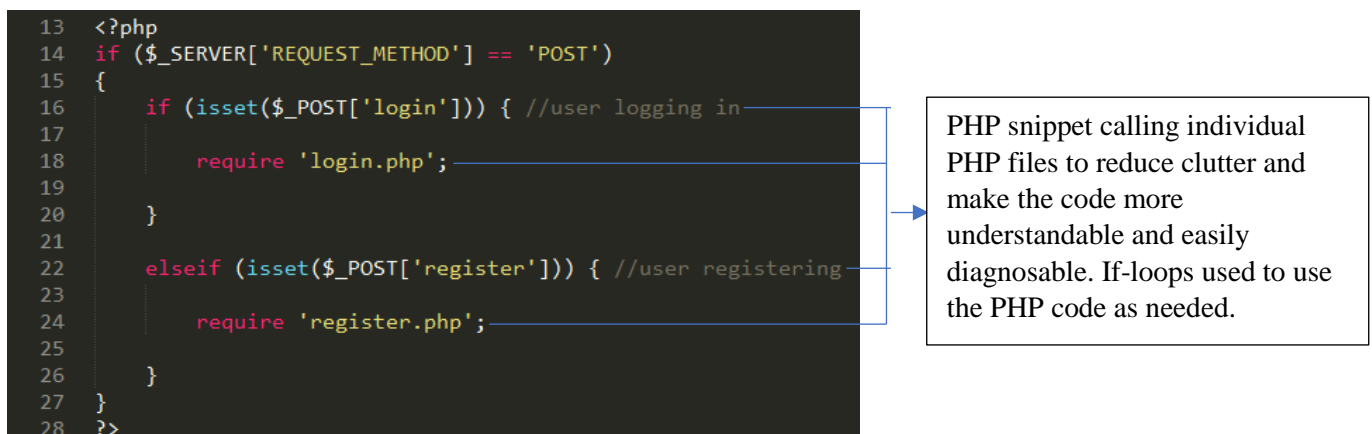 13 <?php
14 if ($_SERVER['REQUEST_METHOD'] == 'POST')
15 {
16     if (isset($_POST['login'])) { //user logging in
17
18         require 'login.php';
19
20     }
21
22     elseif (isset($_POST['register'])) { //user registering
23
24         require 'register.php';
25
26     }
27 }
28 ?>
PHP snippet calling individual
PHP files to reduce clutter and
make the code more
understandable and easily
diagnosable. If-loops used to use
the PHP code as needed.